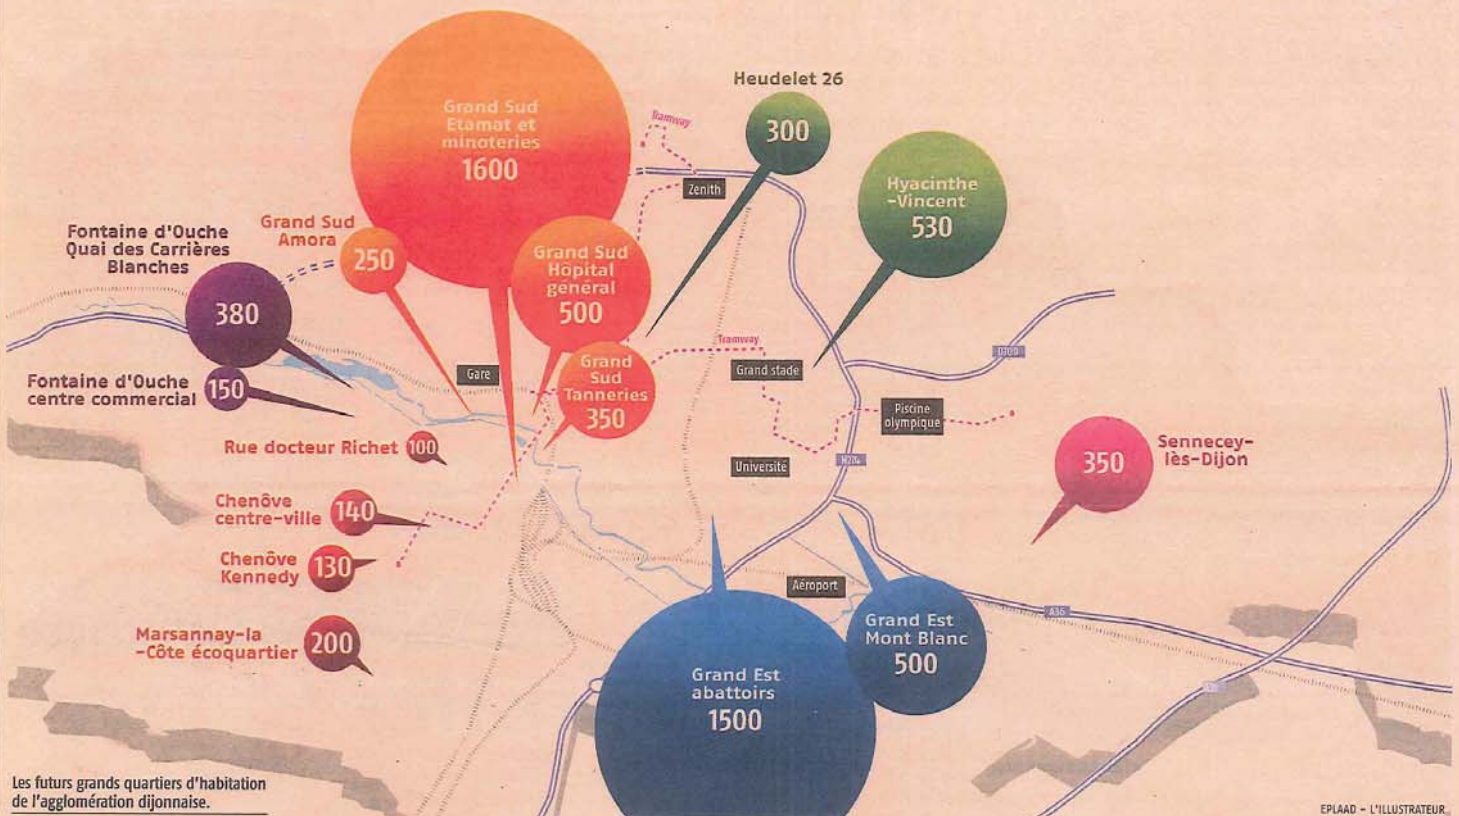 Heudelet 26
300
Grand Sud
Etamat et
minoteries
1600
Tramway
Zenith
Hyacinthe
-Vincent
530
Fontaine d'Ouche
Quai des Carrières
Blanches
380
Grand Sud
Amora
250
Grand Sud
Hôpital
général
500
Tramway
Grand stade
D700
Gare
Grand
Sud
Tanneries
350
Fontaine d'Ouche
centre commercial
150
Piscine
olympique
Rue docteur Richet
100
Université
N274
350
Sennecey-
lès-Dijon
Chenôve
centre-ville
140
Chenôve
Kennedy
130
Aéroport
A36
Marsannay-la
-Côte écoquartier
200
Grand Est
Mont Blanc
500
Grand Est
abattoirs
1500
Les futurs grands quartiers d'habitation
de l'agglomération dijonnaise.
EPLAAD - L'ILLUSTRATEUR